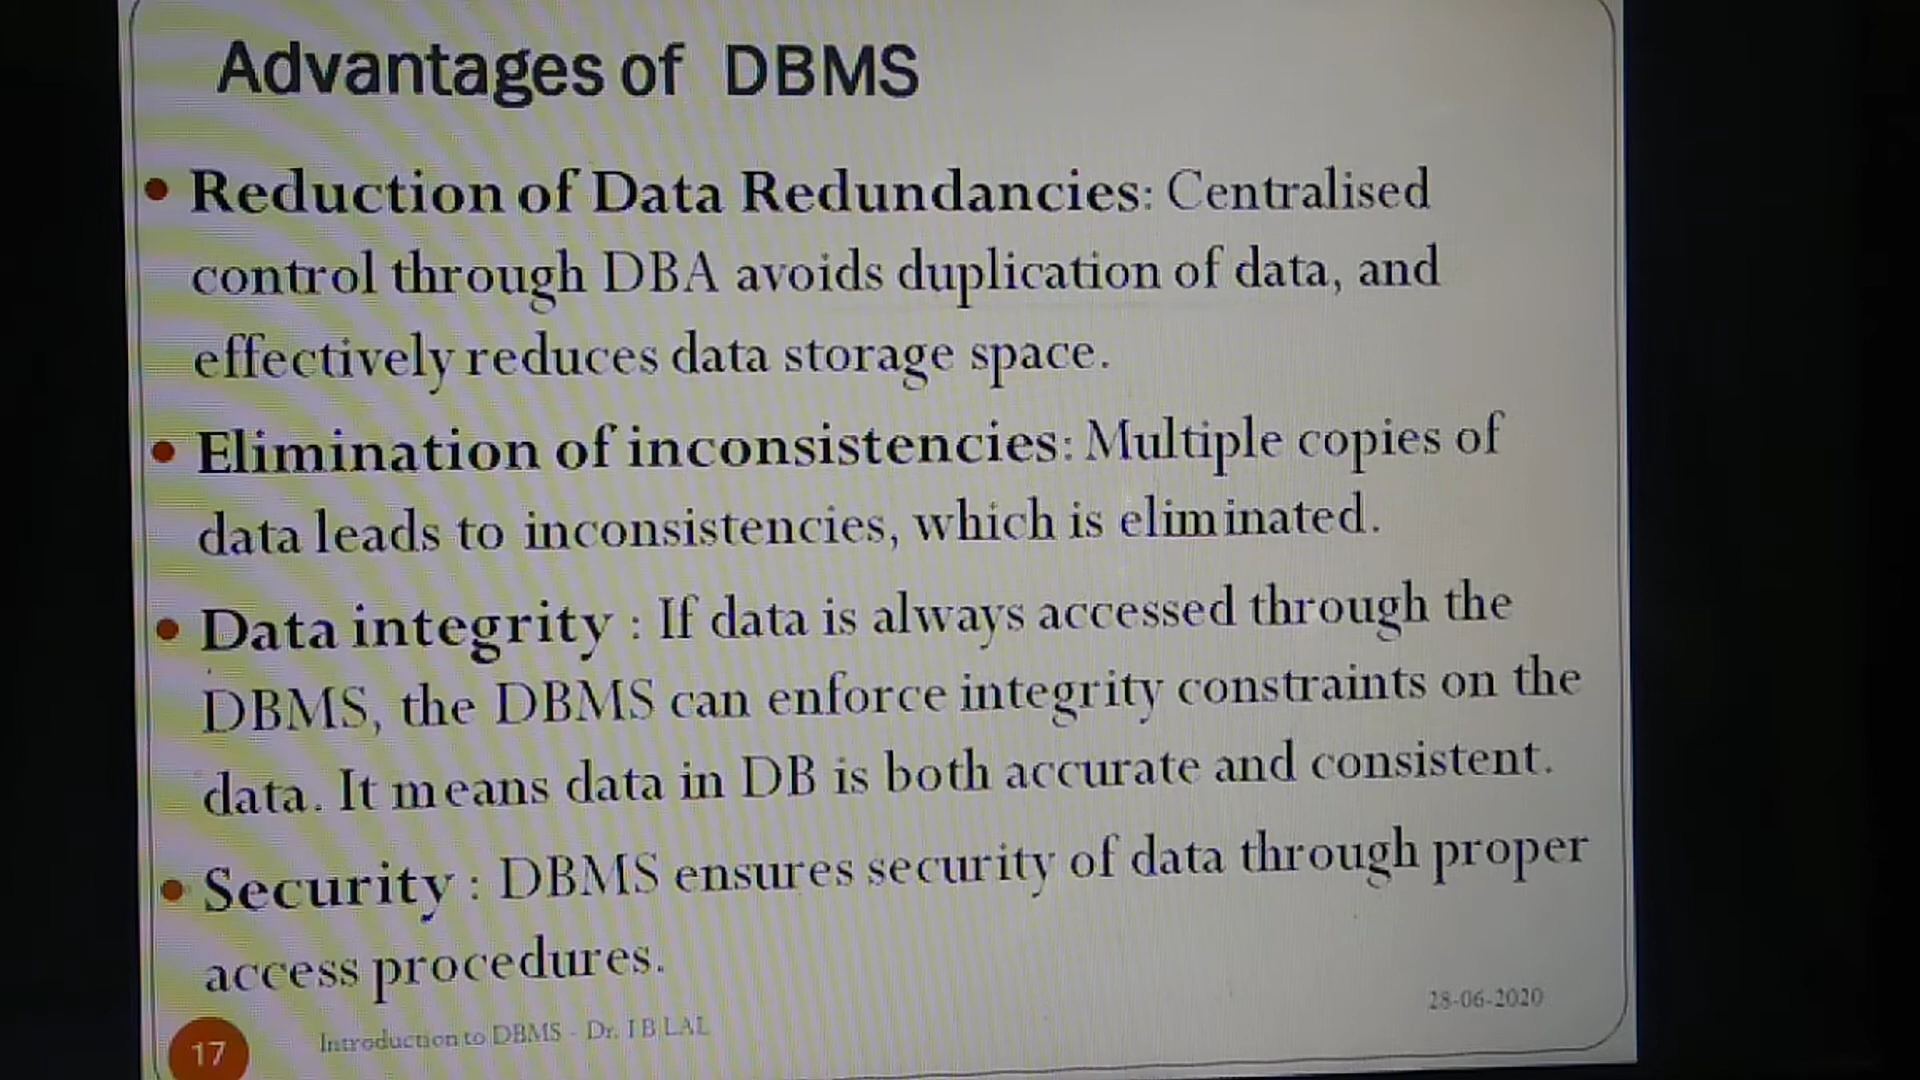 Advantages of DBMS
• Reduction of Data Redundancies: Centralised
control through DBA avoids duplication of data, and
effectively reduces data storage space.
• Elimination of inconsistencies: Multiple copies of
data leads to inconsistencies, which is eliminated.
• Data integrity : If data is always accessed through the
DBMS, the DBMS can enforce integrity constraints on the
data. It means data in DB is both accurate and consistent.
• Security : DBMS ensures security of data through proper
access procedures.
28-06-2020
17 Introduction to DBMS - Dr. I B LAL